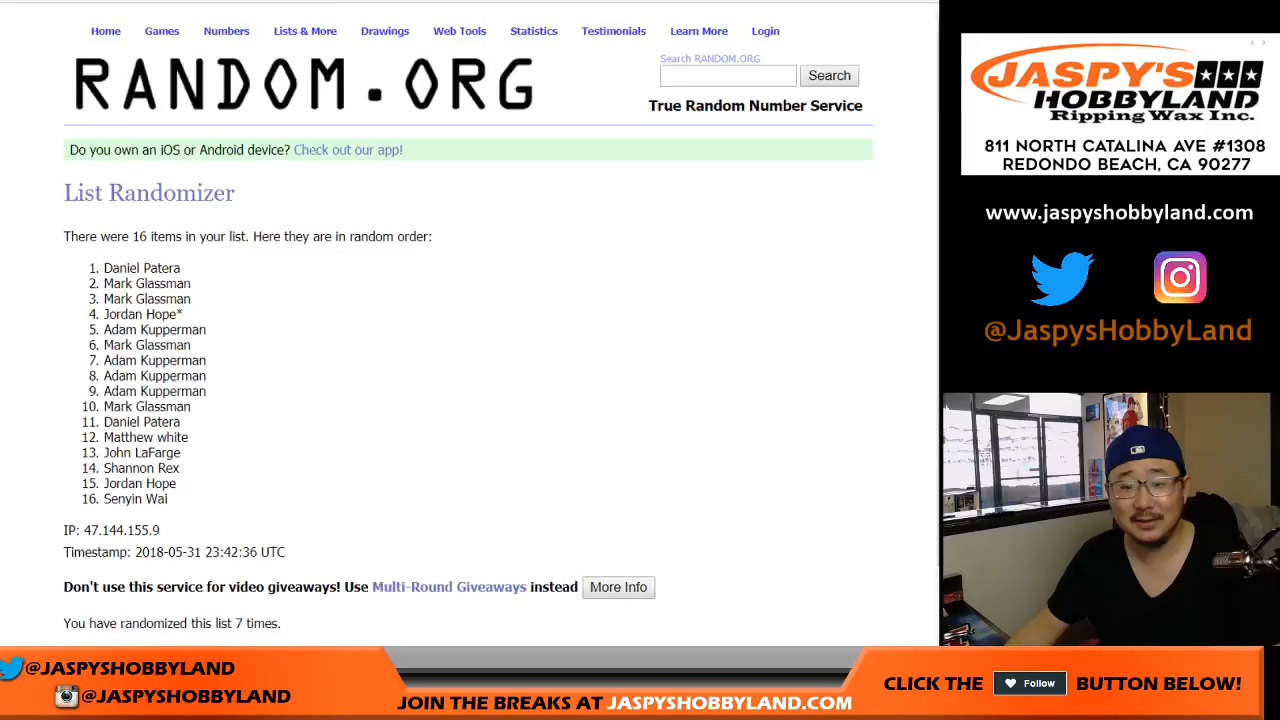 Home Games Numbers Lists & More Drawings Web Tools Statistics Testimonials Learn More Login
RANDOM.ORG
Search RANDOM.ORG
Search
True Random Number Service
Do you own an iOS or Android device? Check out our app!
List Randomizer
There were 16 items in your list. Here they are in random order:
1. Daniel Patera
2. Mark Glassman
3. Mark Glassman
4. Jordan Hope*
5. Adam Kupperman
6. Mark Glassman
7. Adam Kupperman
8. Adam Kupperman
9. Adam Kupperman
10. Mark Glassman
11. Daniel Patera
12. Matthew white
13. John LaFarge
14. Shannon Rex
15. Jordan Hope
16. Senyin Wai
IP: 47.144.155.9
Timestamp: 2018-05-31 23:42:36 UTC
Don't use this service for video giveaways! Use Multi-Round Giveaways instead More Info
You have randomized this list 7 times.
JASPY'S
HOBBYLAND
Ripping Wax Inc.
811 NORTH CATALINA AVE #1308
REDONDO BEACH, CA 90277
www.jaspyshobbyland.com
@JaspysHobbyLand
@JASPYSHOBBYLAND
@JASPYSHOBBYLAND
JOIN THE BREAKS AT JASPYSHOBBYLAND.COM
CLICK THE Follow BUTTON BELOW!